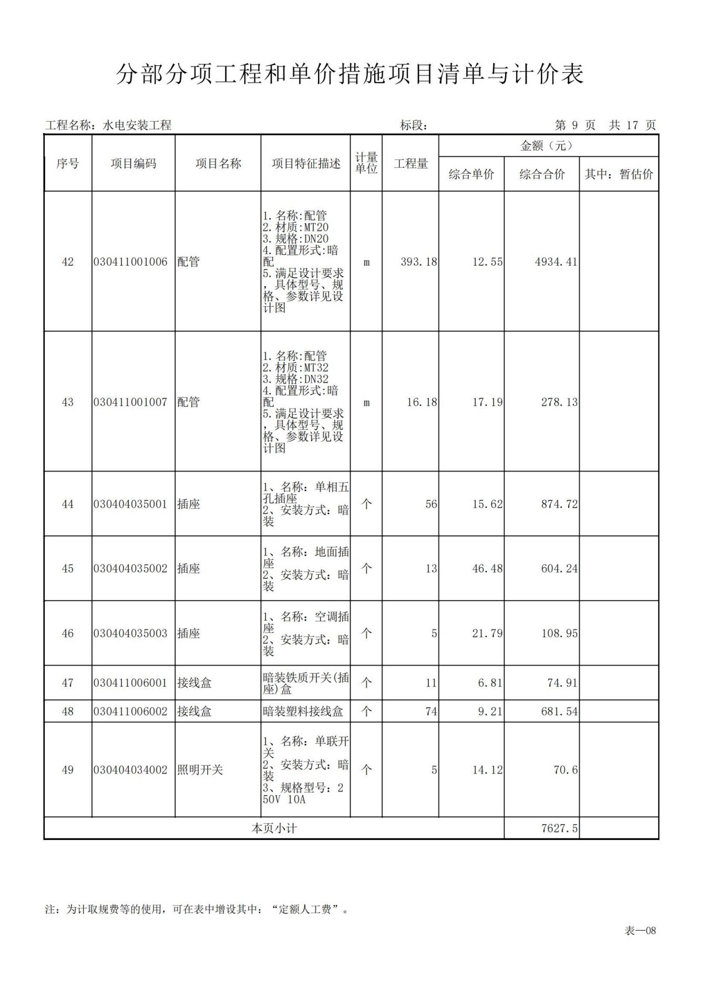 分部分项工程和单价措施项目清单与计价表
工程名称：水电安装工程 标段： 第 9 页 共 17 页
序号 项目编码 项目名称 项目特征描述 计量单位 工程量 金额（元）
综合单价 综合合价 其中：暂估价
42 030411001006 配管
1.名称:配管
2.材质:MT20
3.规格:DN20
4.配置形式:暗
配
5.满足设计要求
，具体型号、规
格、参数详见设
计图
m 393.18 12.55 4934.41
43 030411001007 配管
1.名称:配管
2.材质:MT32
3.规格:DN32
4.配置形式:暗
配
5.满足设计要求
，具体型号、规
格、参数详见设
计图
m 16.18 17.19 278.13
44 030404035001 插座
1、名称：单相五
孔插座
2、安装方式：暗
装
个 56 15.62 874.72
45 030404035002 插座
1、名称：地面插
座
2、安装方式：暗
装
个 13 46.48 604.24
46 030404035003 插座
1、名称：空调插
座
2、安装方式：暗
装
个 5 21.79 108.95
47 030411006001 接线盒
暗装铁质开关(插
座)盒
个 11 6.81 74.91
48 030411006002 接线盒 暗装塑料接线盒 个 74 9.21 681.54
49 030404034002 照明开关
1、名称：单联开
关
2、安装方式：暗
装
3、规格型号：2
50V 10A
个 5 14.12 70.6
本页小计 7627.5
注：为计取规费等的使用，可在表中增设其中：“定额人工费”。
表—08